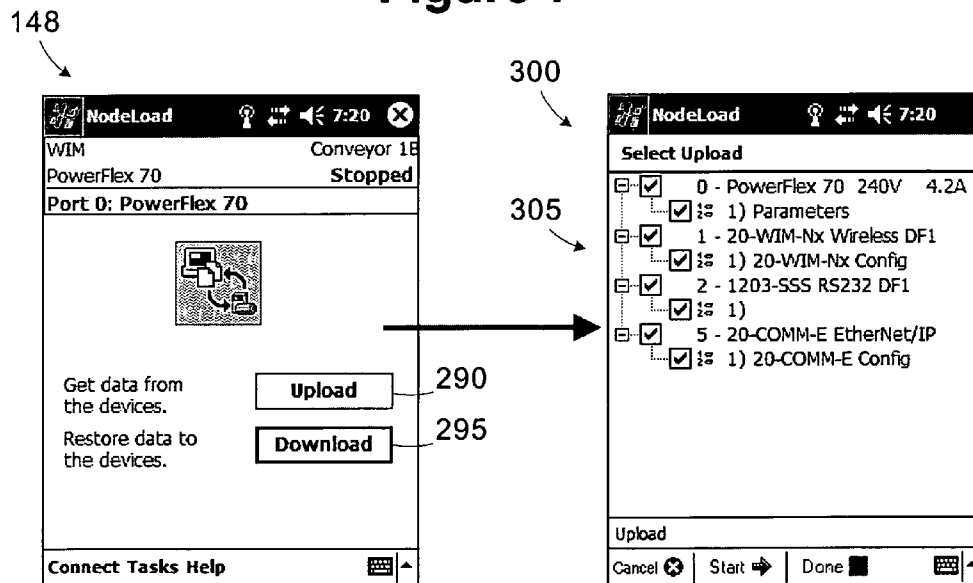 148
NodeLoad 7:20
WIM Conveyor 1B
PowerFlex 70 Stopped
Port 0: PowerFlex 70
Get data from
the devices.
Upload
290
Restore data to
the devices.
Download
295
Connect Tasks Help
300
NodeLoad 7:20
Select Upload
305
0 - PowerFlex 70 240V 4.2A
1) Parameters
1 - 20-WIM-Nx Wireless DF1
1) 20-WIM-Nx Config
2 - 1203-SSS RS232 DF1
1)
5 - 20-COMM-E EtherNet/IP
1) 20-COMM-E Config
Upload
Cancel Start Done